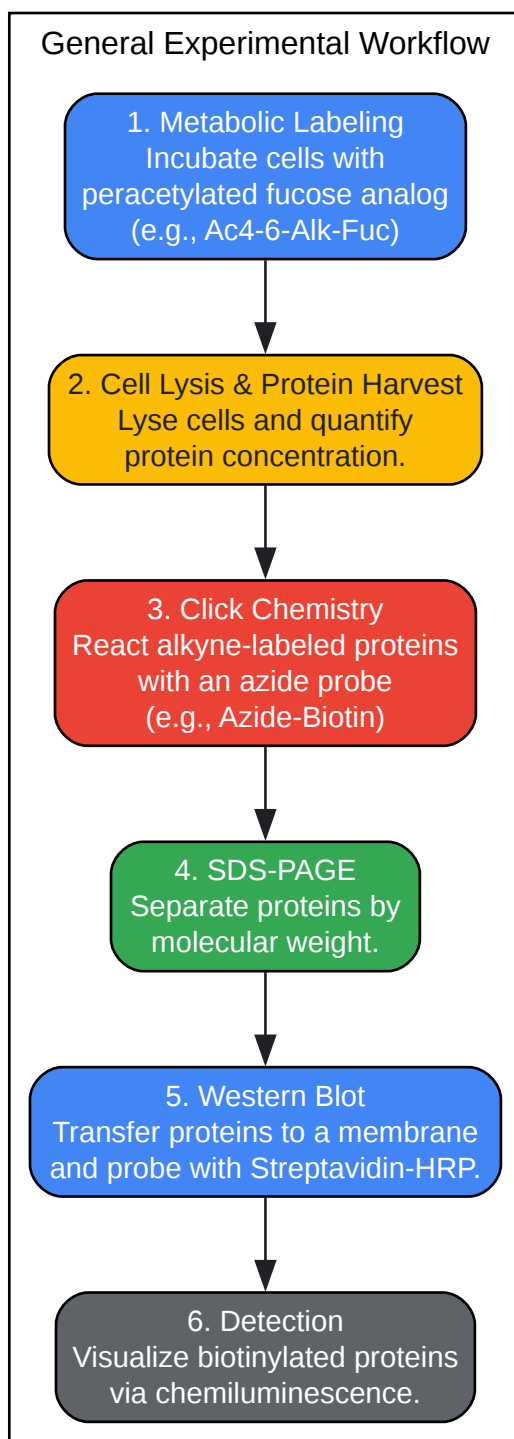 General Experimental Workflow
1. Metabolic Labeling
Incubate cells with
peracetylated fucose analog
(e.g., Ac4-6-Alk-Fuc)
2. Cell Lysis & Protein Harvest
Lyse cells and quantify
protein concentration.
3. Click Chemistry
React alkyne-labeled proteins
with an azide probe
(e.g., Azide-Biotin)
4. SDS-PAGE
Separate proteins by
molecular weight.
5. Western Blot
Transfer proteins to a membrane
and probe with Streptavidin-HRP.
6. Detection
Visualize biotinylated proteins
via chemiluminescence.